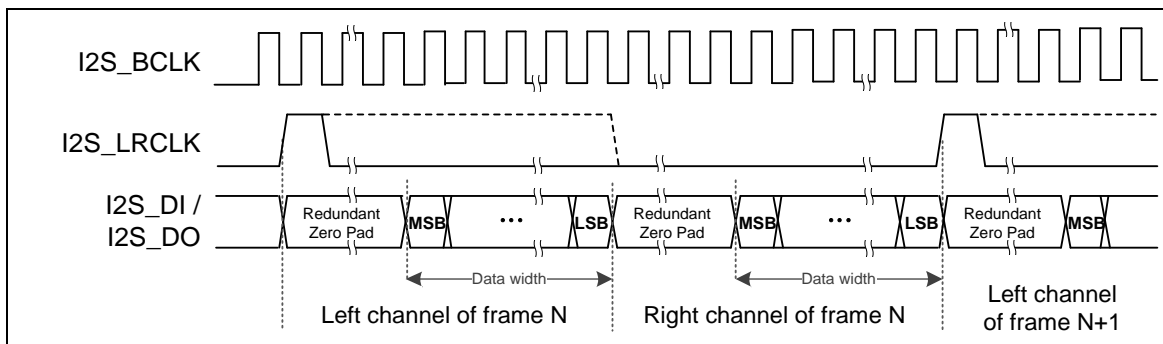 I2S_BCLK
I2S_LRCLK
I2S_DI /
I2S_DO
Redundant
Zero Pad
MSB
•••
LSB
Redundant
Zero Pad
MSB
•••
LSB
Redundant
Zero Pad
MSB
Data width
Data width
Left channel of frame N
Right channel of frame N
Left channel
of frame N+1